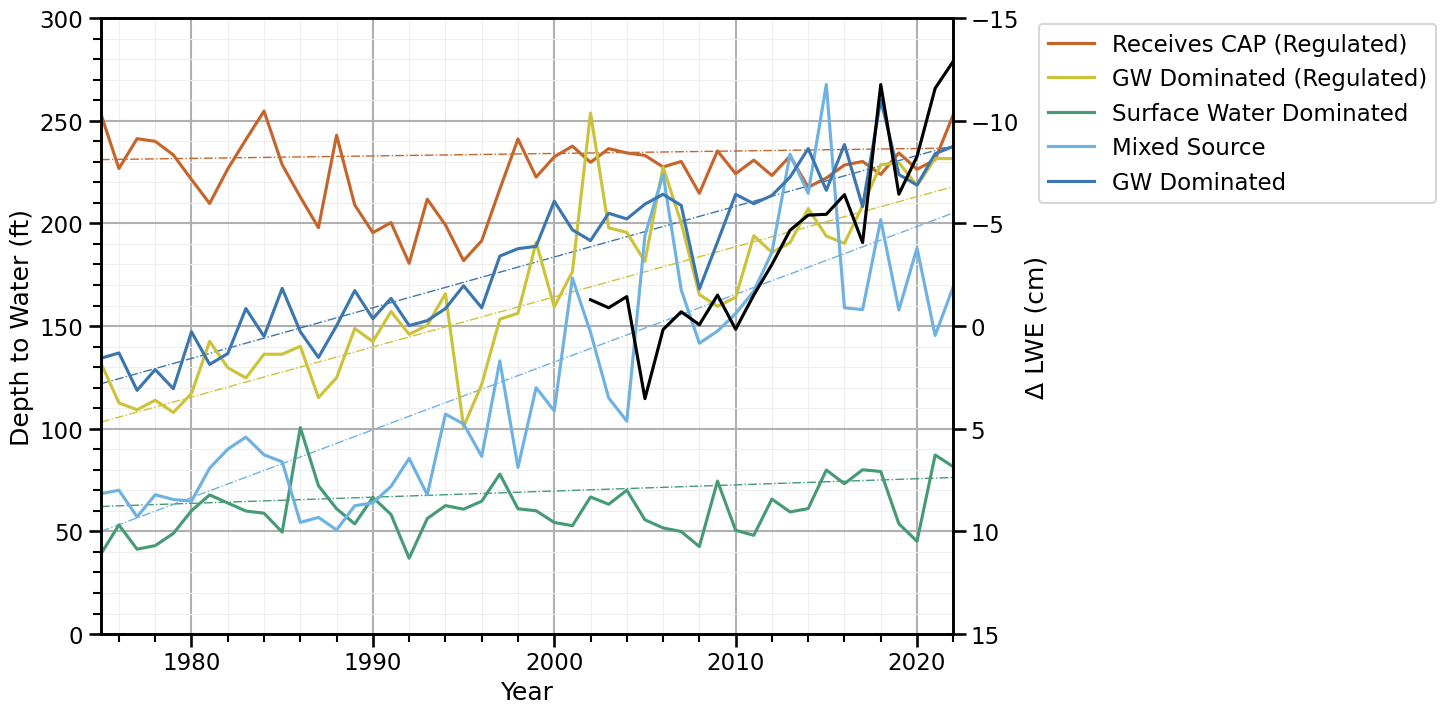 300
250
200
150
100
50
0
Depth to Water (ft)
1980
1990
2000
2010
2020
Year
−15
−10
−5
0
5
10
15
Δ LWE (cm)
Receives CAP (Regulated)
GW Dominated (Regulated)
Surface Water Dominated
Mixed Source
GW Dominated